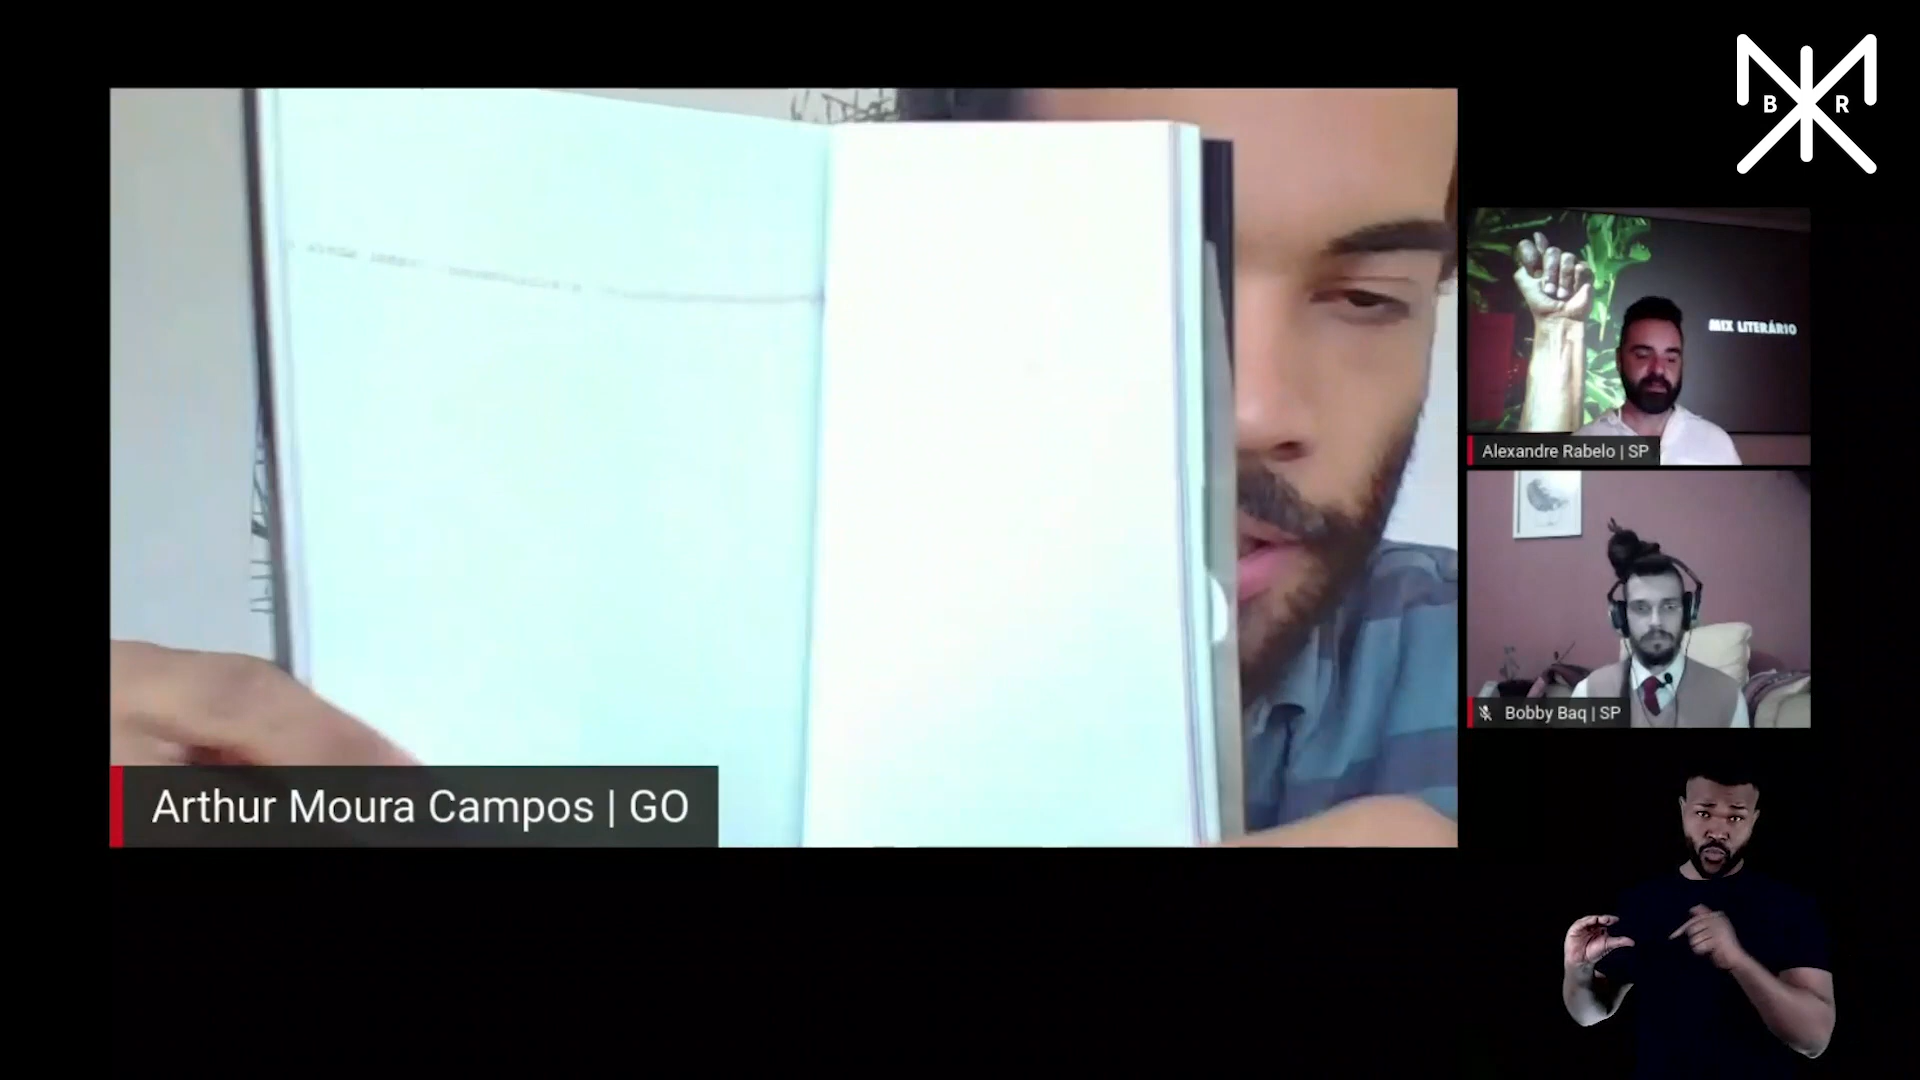 B R
MIX LITERÁRIO
Alexandre Rabelo | SP
Bobby Baq | SP
Arthur Moura Campos | GO